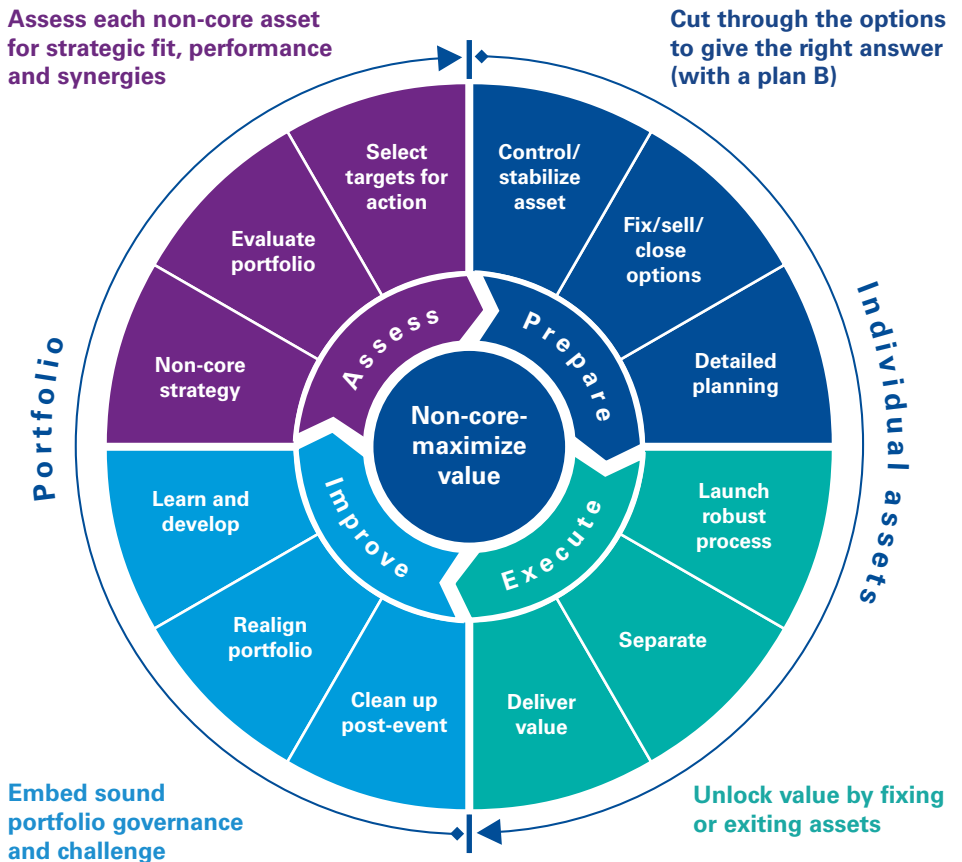 Assess each non-core asset
for strategic fit, performance
and synergies
Cut through the options
to give the right answer
(with a plan B)
Portfolio
Individual assets
Non-core
strategy
Evaluate
portfolio
Select
targets for
action
Control/
stabilize
asset
Fix/sell/
close
options
Detailed
planning
Launch
robust
process
Separate
Deliver
value
Clean up
post-event
Realign
portfolio
Learn and
develop
Assess
Prepare
Execute
Improve
Non-core-
maximize
value
Embed sound
portfolio governance
and challenge
Unlock value by fixing
or exiting assets